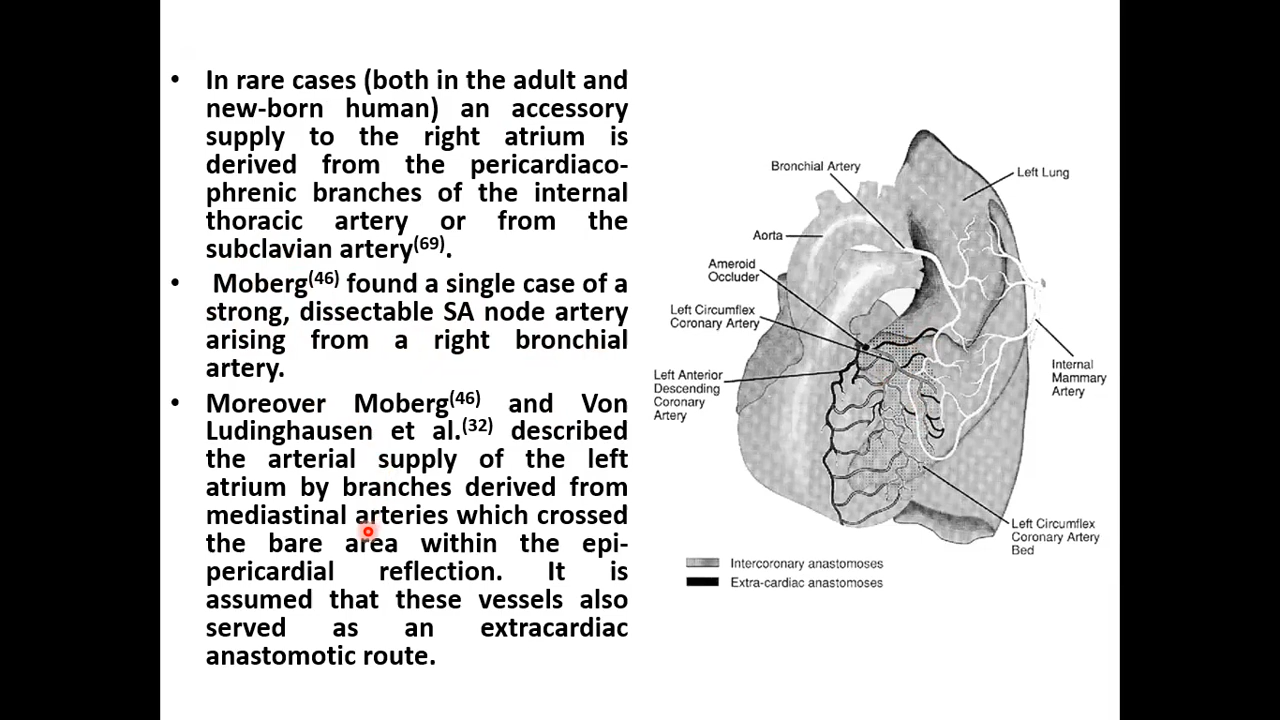 • In rare cases (both in the adult and
new-born human) an accessory
supply to the right atrium is
derived from the pericardiaco-
phrenic branches of the internal
thoracic artery or from the
subclavian artery(69).
• Moberg(46) found a single case of a
strong, dissectable SA node artery
arising from a right bronchial
artery.
• Moreover Moberg(46) and Von
Ludinghausen et al.(32) described
the arterial supply of the left
atrium by branches derived from
mediastinal arteries which crossed
the bare area within the epi-
pericardial reflection. It is
assumed that these vessels also
served as an extracardiac
anastomotic route.
Bronchial Artery
Left Lung
Aorta
Ameroid
Occluder
Left Circumflex
Coronary Artery
Left Anterior
Descending
Coronary
Artery
Internal
Mammary
Artery
Left Circumflex
Coronary Artery
Bed
Intercoronary anastomoses
Extra-cardiac anastomoses